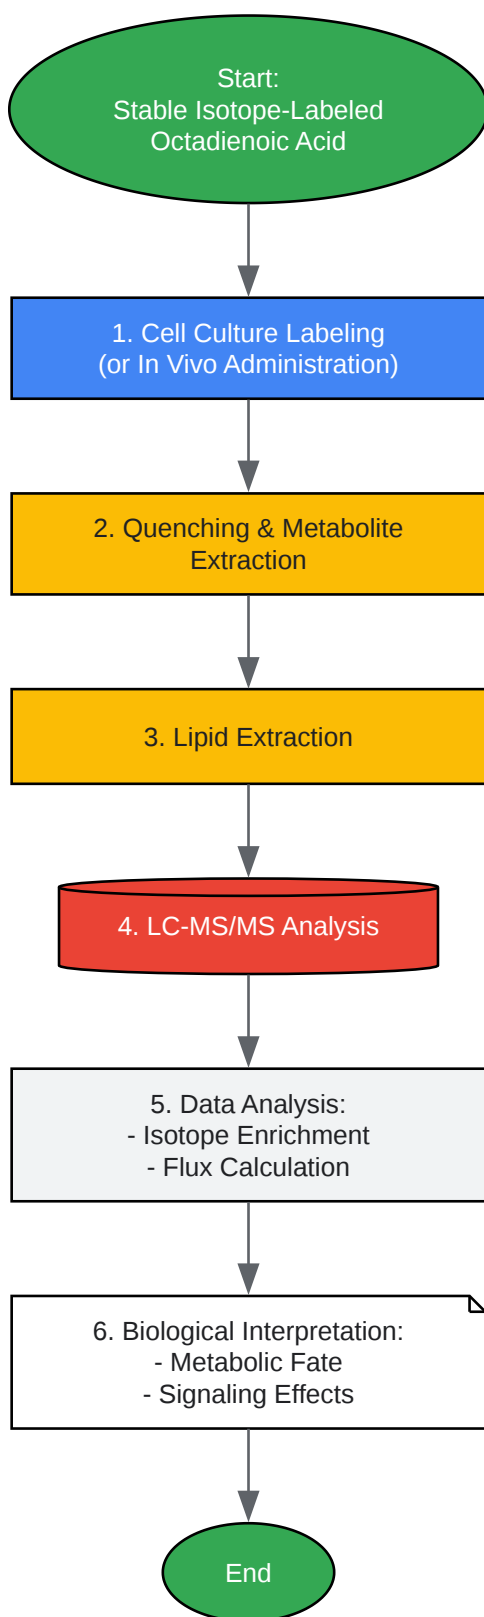 Start:
Stable Isotope-Labeled
Octadienoic Acid
1. Cell Culture Labeling
(or In Vivo Administration)
2. Quenching & Metabolite
Extraction
3. Lipid Extraction
4. LC-MS/MS Analysis
5. Data Analysis:
- Isotope Enrichment
- Flux Calculation
6. Biological Interpretation:
- Metabolic Fate
- Signaling Effects
End